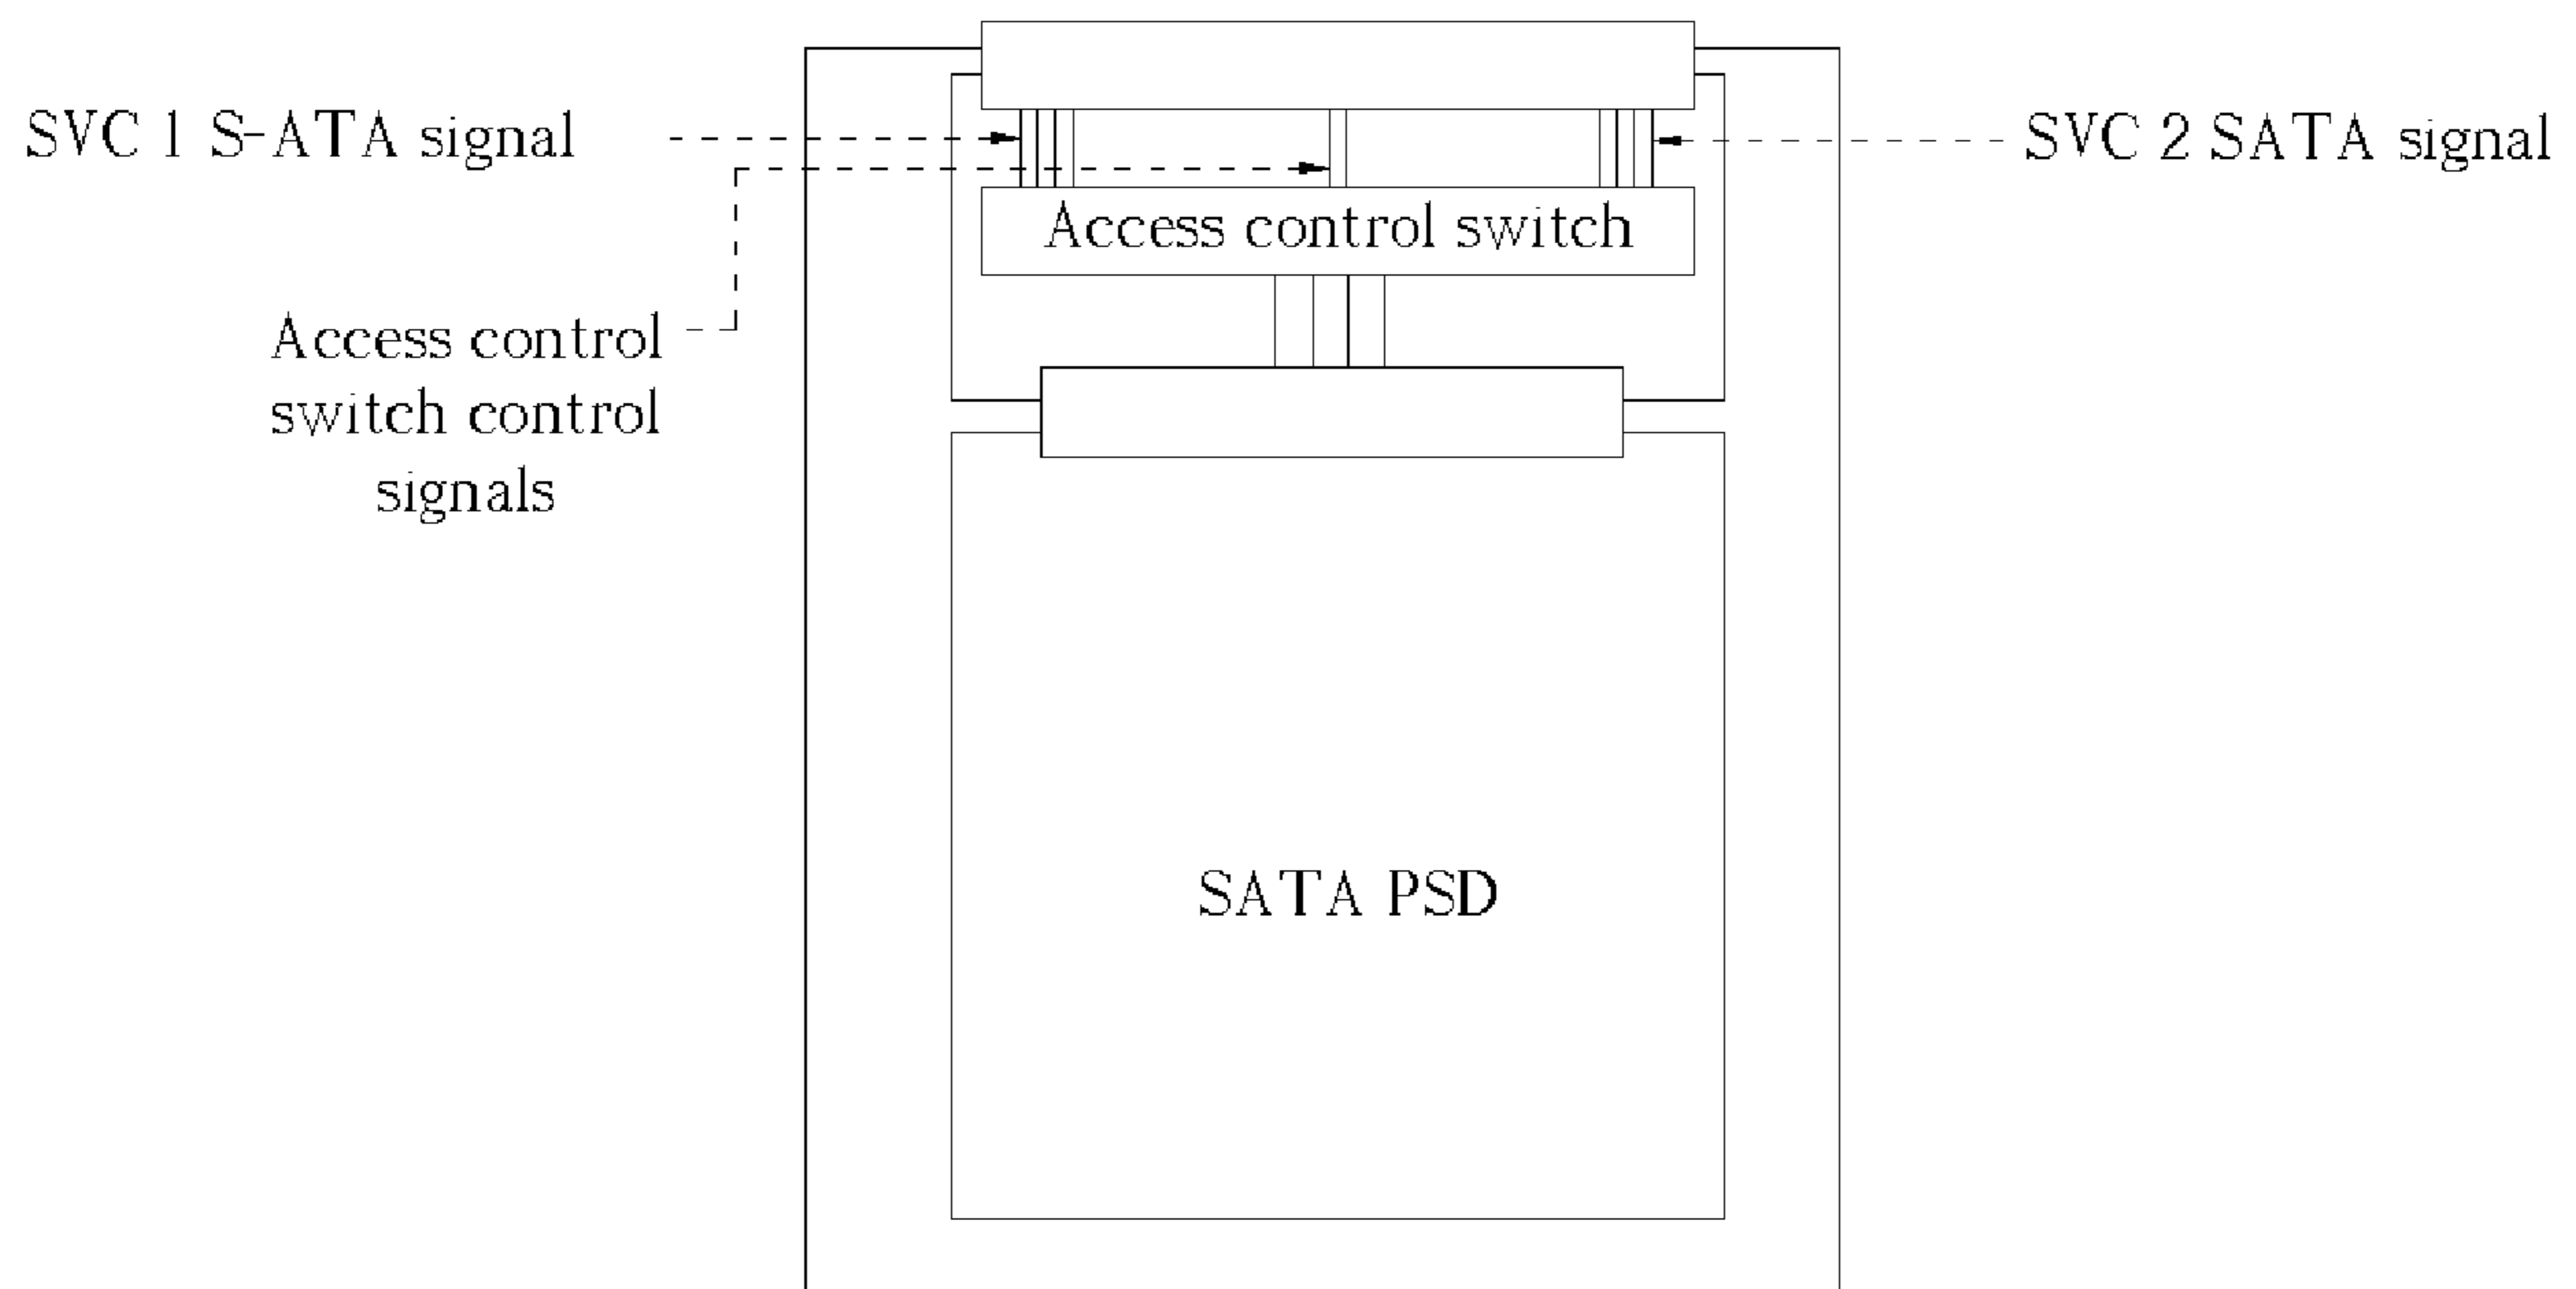 SVC 1 S-ATA signal
SVC 2 SATA signal
Access control switch
Access control
switch control
signals
SATA PSD